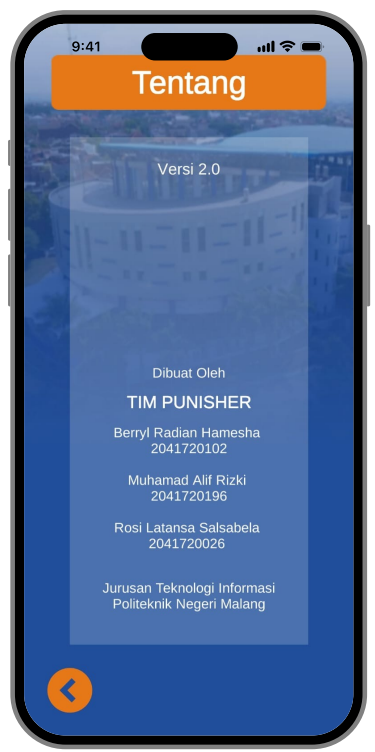 9:41
Tentang
Versi 2.0
Dibuat Oleh
TIM PUNISHER
Berryl Radian Hamesha
2041720102
Muhamad Alif Rizki
2041720196
Rosi Latansa Salsabela
2041720026
Jurusan Teknologi Informasi
Politeknik Negeri Malang